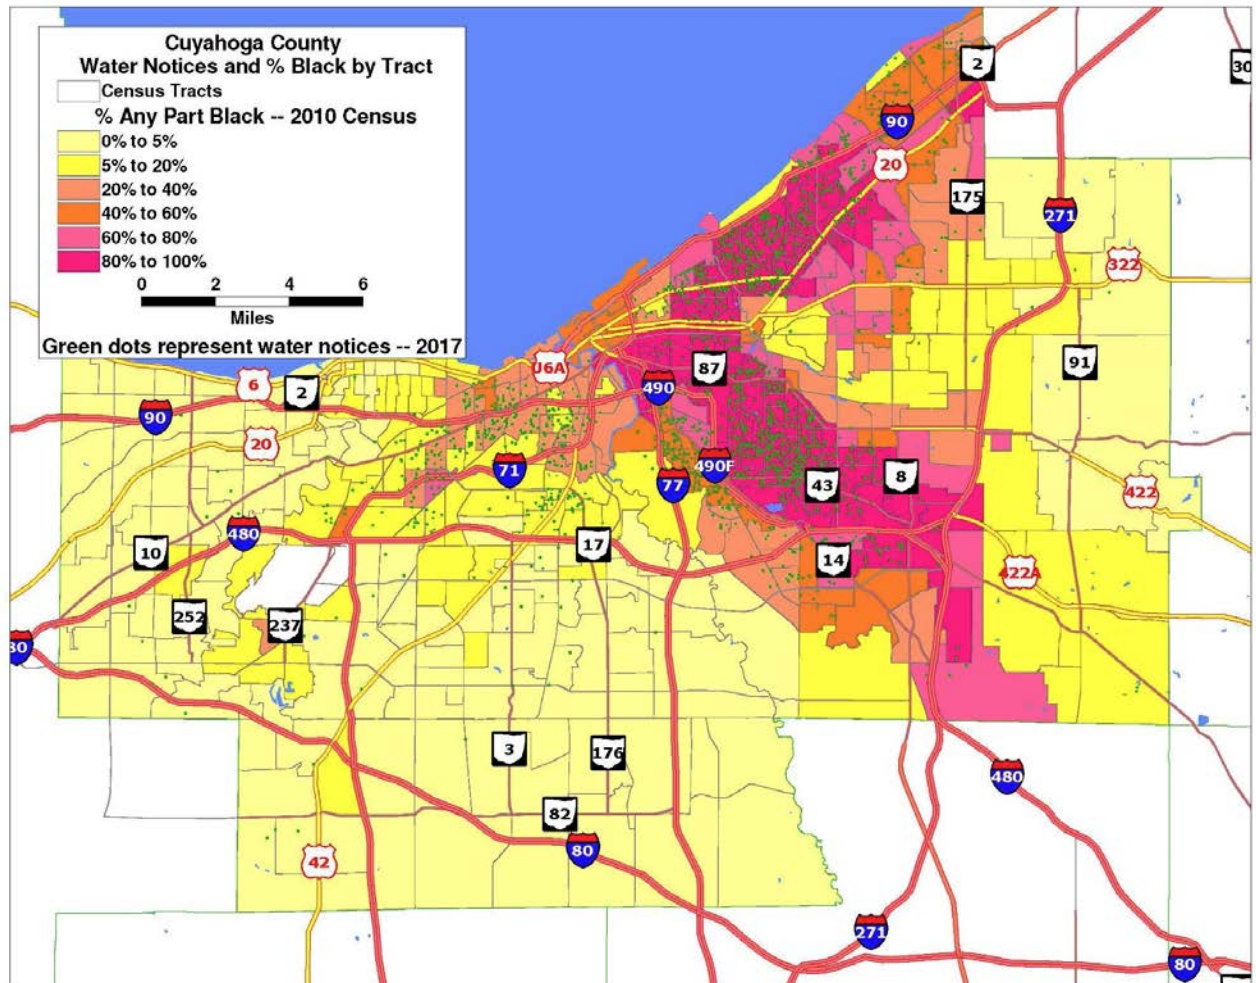 Cuyahoga County
Water Notices and % Black by Tract
Census Tracts
% Any Part Black -- 2010 Census
0% to 5%
5% to 20%
20% to 40%
40% to 60%
60% to 80%
80% to 100%
0 2 4 6
Miles
Green dots represent water notices -- 2017
2
30
90
20
175
271
322
U6A
87
6
2
490
91
90
20
71
490F
77
43
8
422
480
10
17
14
422A
252
237
80
3
176
480
82
80
42
271
80